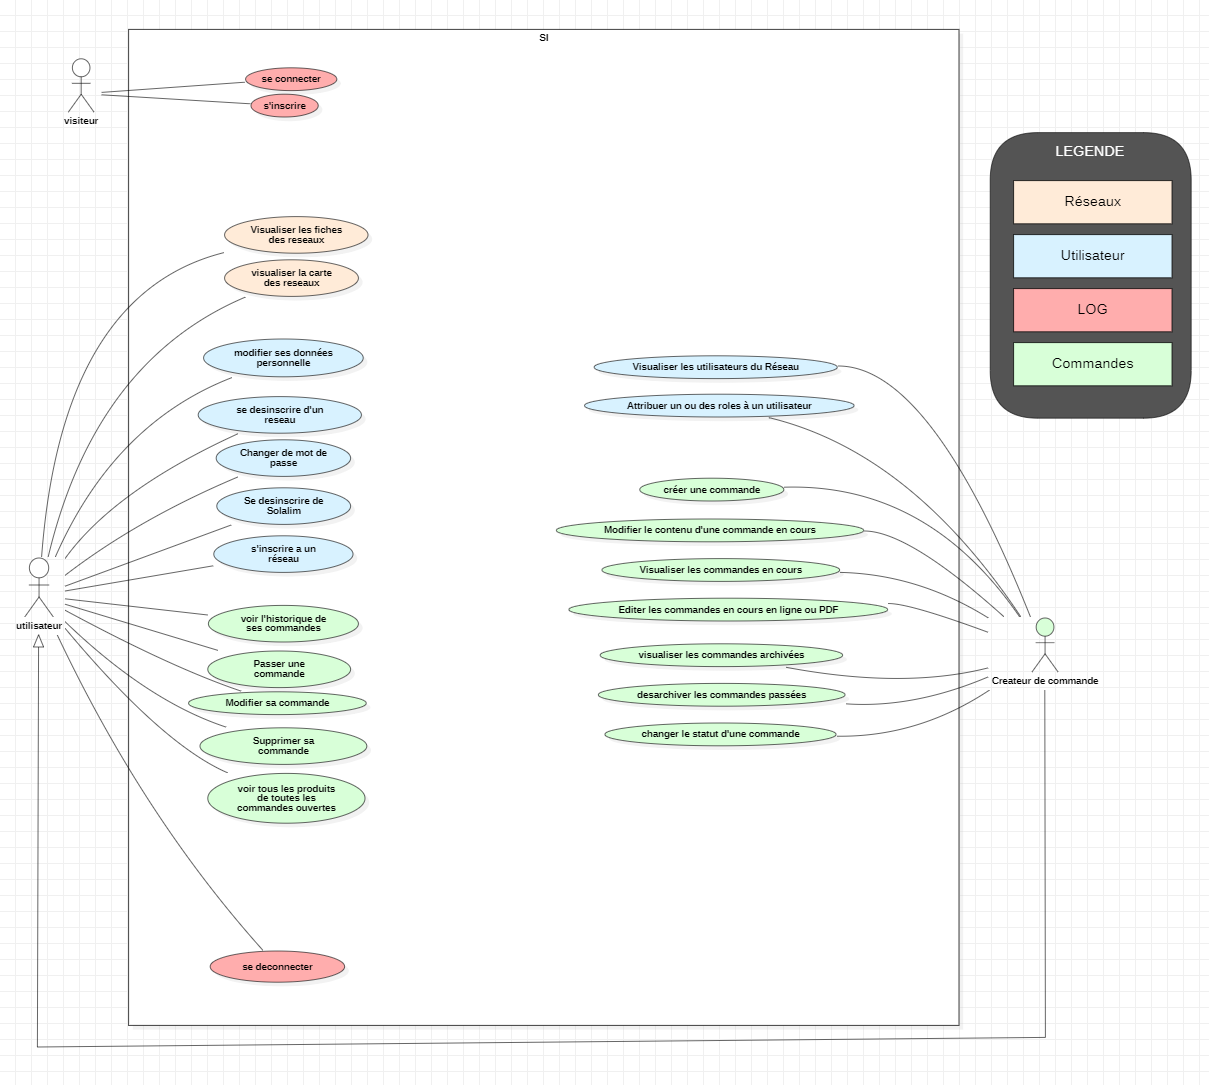 SI
visiteur
se connecter
s'inscrire
LEGENDE
Réseaux
Utilisateur
LOG
Commandes
Visualiser les fiches
des reseaux
visualiser la carte
des reseaux
modifier ses données
personnelle
se desinscrire d'un
reseau
Changer de mot de
passe
Se desinscrire de
Solalim
s'inscrire a un
réseau
utilisateur
voir l'historique de
ses commandes
Passer une
commande
Modifier sa commande
Supprimer sa
commande
voir tous les produits
de toutes les
commandes ouvertes
se deconnecter
Visualiser les utilisateurs du Réseau
Attribuer un ou des roles à un utilisateur
créer une commande
Modifier le contenu d'une commande en cours
Visualiser les commandes en cours
Editer les commandes en cours en ligne ou PDF
visualiser les commandes archivées
desarchiver les commandes passées
changer le statut d'une commande
Createur de commande